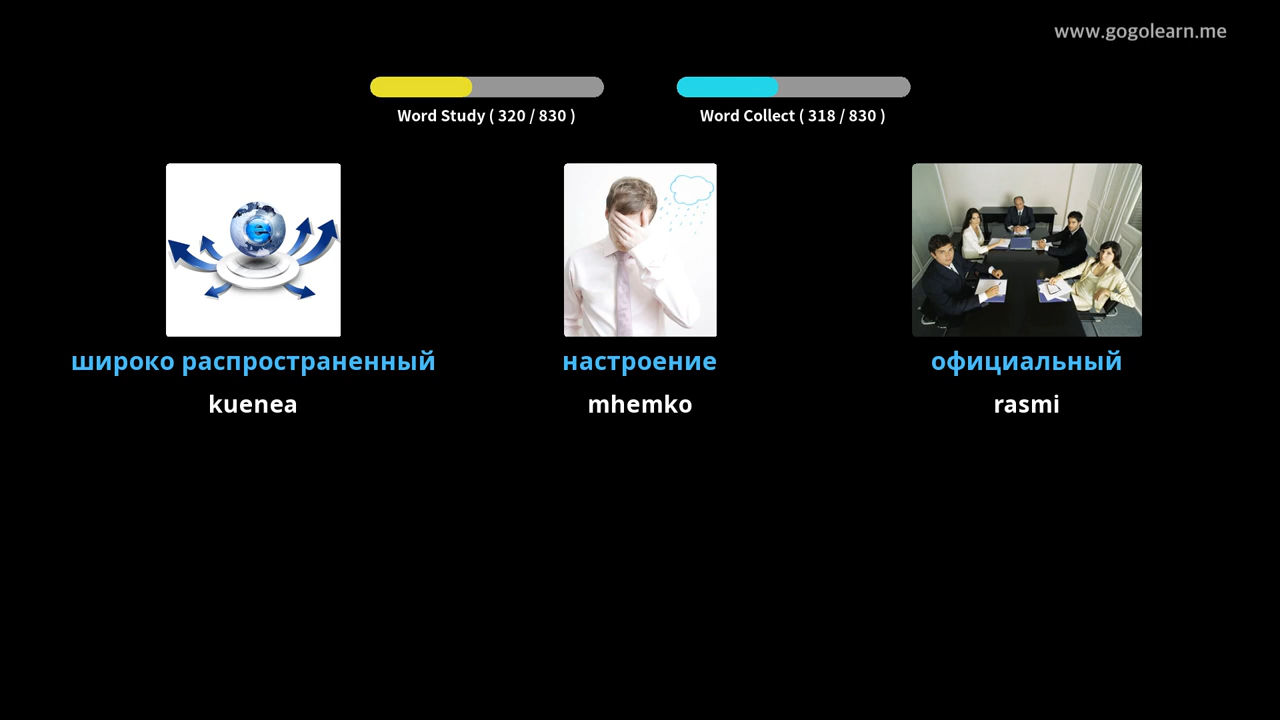 www.gogolearn.me
Word Study ( 320 / 830 )
Word Collect ( 318 / 830 )
e
широко распространенный
настроение
официальный
kuenea
mhemko
rasmi